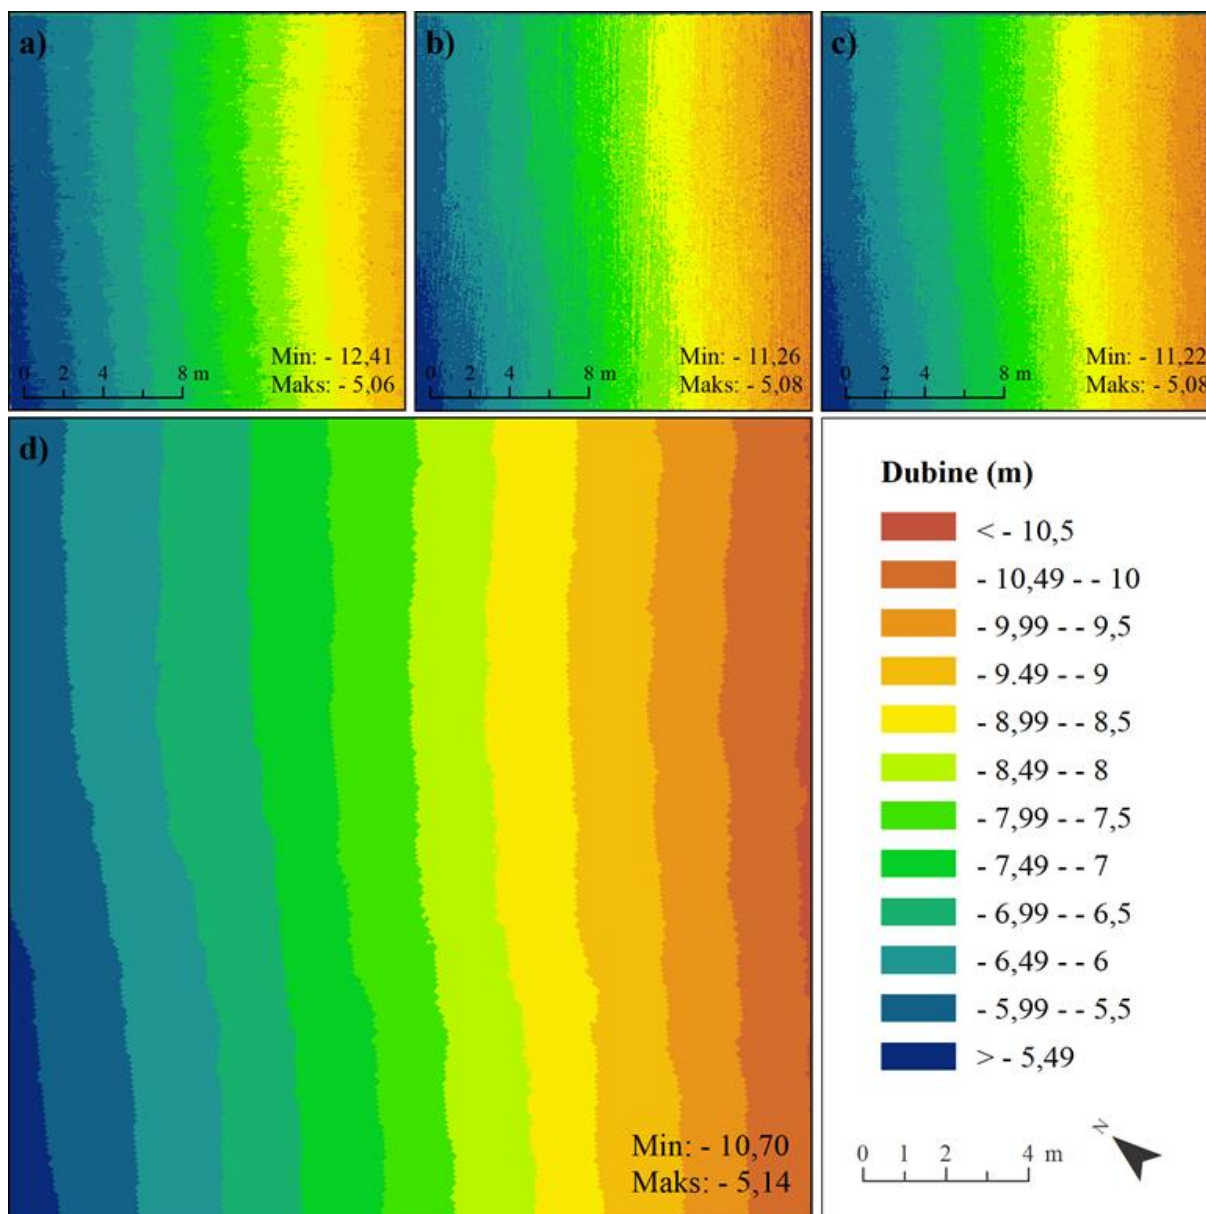 a)
0 2 4 8 m
Min: - 12,41
Maks: - 5,06
b)
0 2 4 8 m
Min: - 11,26
Maks: - 5,08
c)
0 2 4 8 m
Min: - 11,22
Maks: - 5,08
d)
Min: - 10,70
Maks: - 5,14
Dubine (m)
< - 10,5
- 10,49 - - 10
- 9,99 - - 9,5
- 9.49 - - 9
- 8,99 - - 8,5
- 8,49 - - 8
- 7,99 - - 7,5
- 7,49 - - 7
- 6,99 - - 6,5
- 6,49 - - 6
- 5,99 - - 5,5
> - 5,49
0 1 2 4 m
N